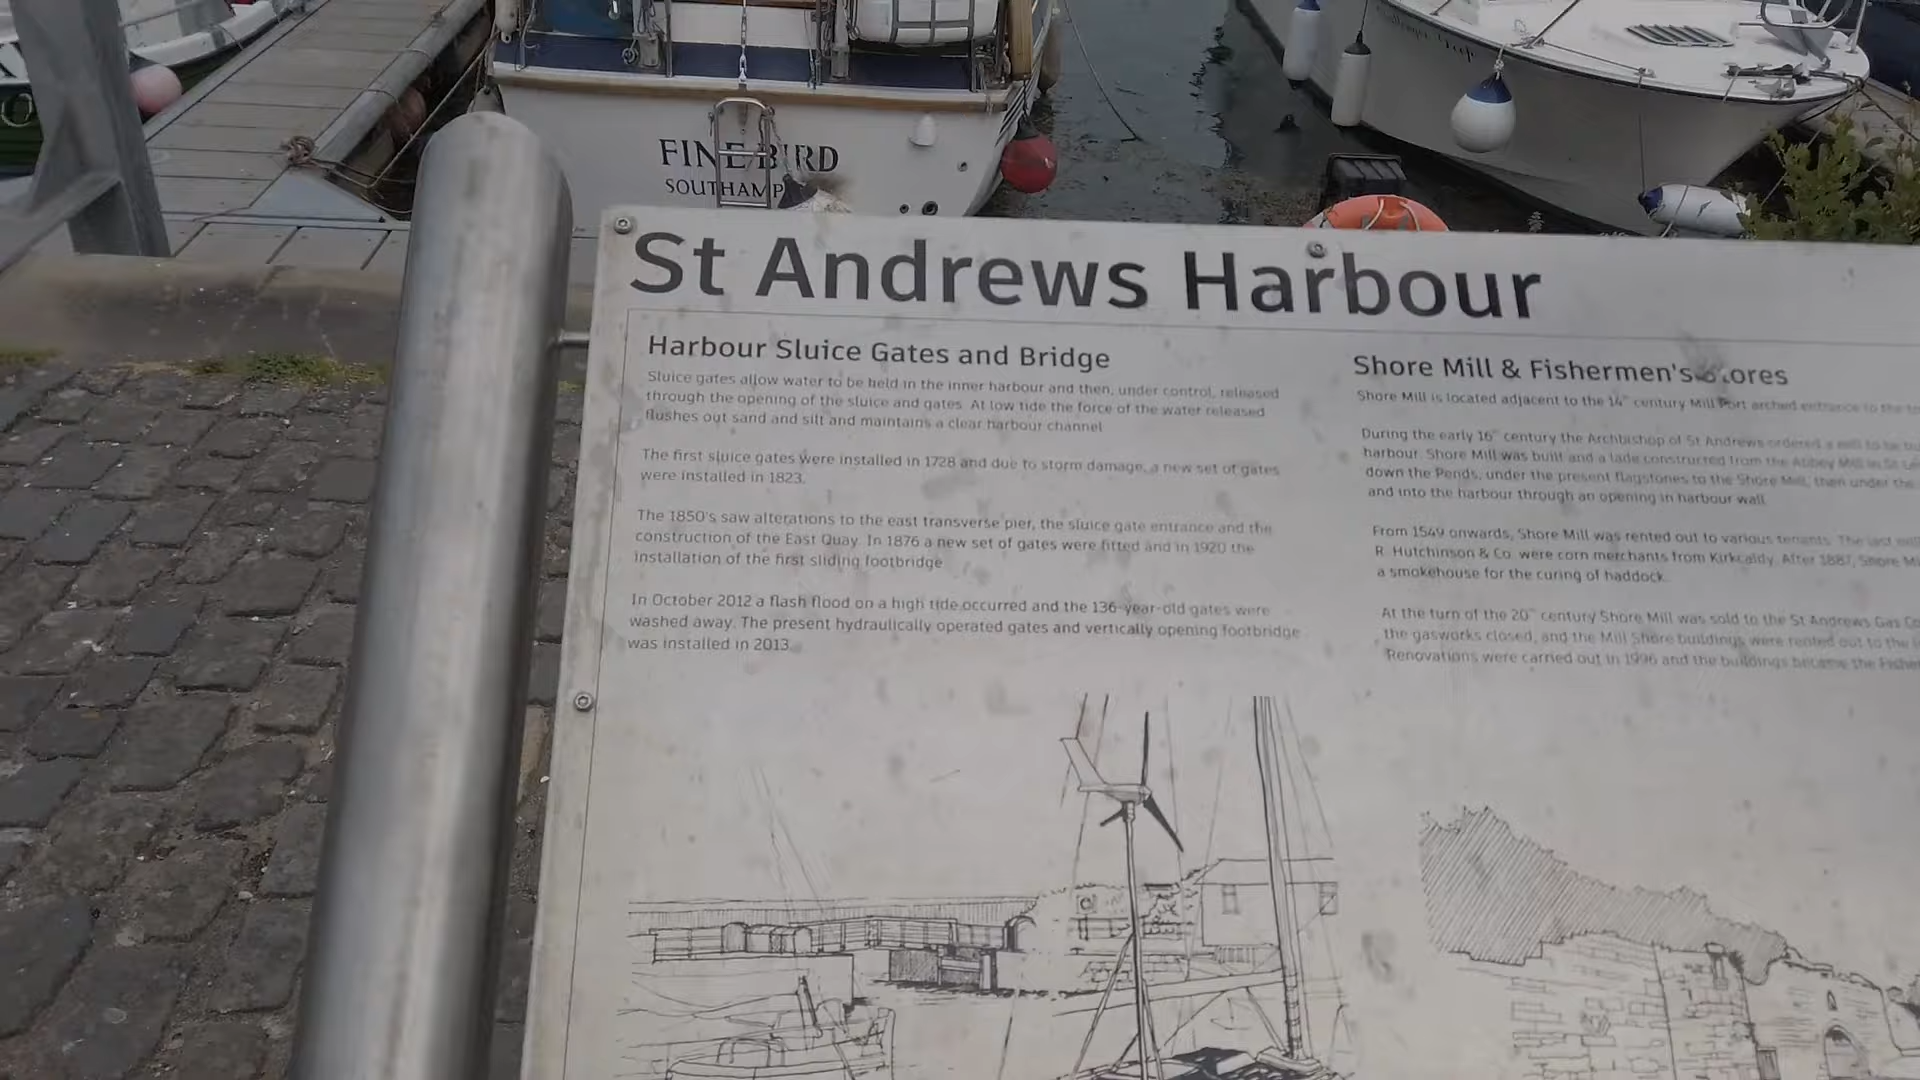 FINE BIRD
SOUTHAMP
St Andrews Harbour
Harbour Sluice Gates and Bridge
Sluice gates allow water to be held in the inner harbour and then, under control, released
through the opening of the sluice and gates. At low tide the force of the water released
flushes out sand and silt and maintains a clear harbour channel
The first sluice gates were installed in 1728 and due to storm damage, a new set of gates
were installed in 1823.
The 1850's saw alterations to the east transverse pier, the sluice gate entrance and the
construction of the East Quay. In 1876 a new set of gates were fitted and in 1920 the
installation of the first sliding footbridge
In October 2012 a flash flood on a high tide occurred and the 136-year-old gates were
washed away. The present hydraulically operated gates and vertically opening footbridge
was installed in 2013.
Shore Mill & Fishermen's Stores
Shore Mill is located adjacent to the 14th century Mill Port arched entrance to the
During the early 16th century the Archbishop of St Andrews ordered a mill to be
harbour. Shore Mill was built and a lade constructed from the Abbey Mill in St
down the Pends, under the present flagstones to the Shore Mill, then under the
and into the harbour through an opening in harbour wall.
From 1549 onwards, Shore Mill was rented out to various tenants. The last
R. Hutchinson & Co. were corn merchants from Kirkcaldy. After 1887, Shore
a smokehouse for the curing of haddock.
At the turn of the 20th century Shore Mill was sold to the St Andrews Gas
the gasworks closed, and the Mill Shore buildings were rented out to the
Renovations were carried out in 1996 and the buildings became the